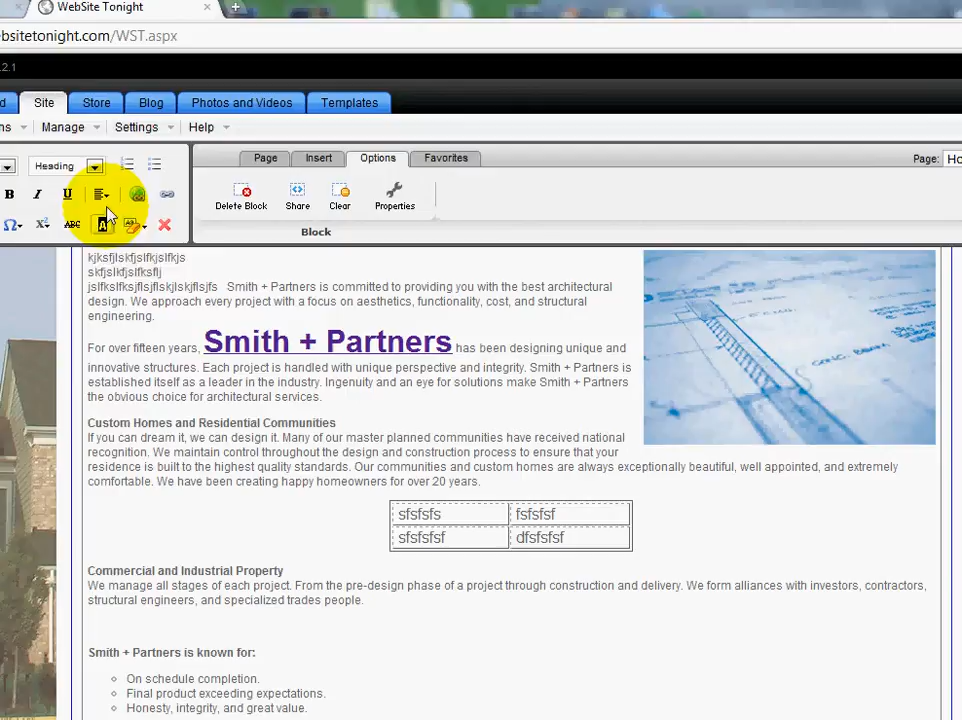 WebSite Tonight
bsitetonight.com/WST.aspx
.2.1
d Site Store Blog Photos and Videos Templates
ns Manage Settings Help
Page Insert Options Favorites Page: Ho
Heading
B I U
Delete Block Share Clear Properties
Ω X² ABC A
Block
kjksfjlskfjslfkjslfkjs
skfjslkfjslfksflj
jslfkslfksjflsjflskjlskjflsjfs Smith + Partners is committed to providing you with the best architectural
design. We approach every project with a focus on aesthetics, functionality, cost, and structural
engineering.
For over fifteen years, Smith + Partners has been designing unique and
innovative structures. Each project is handled with unique perspective and integrity. Smith + Partners is
established itself as a leader in the industry. Ingenuity and an eye for solutions make Smith + Partners
the obvious choice for architectural services.
Custom Homes and Residential Communities
If you can dream it, we can design it. Many of our master planned communities have received national
recognition. We maintain control throughout the design and construction process to ensure that your
residence is built to the highest quality standards. Our communities and custom homes are always exceptionally beautiful, well appointed, and extremely
comfortable. We have been creating happy homeowners for over 20 years.
sfsfsfs fsfsfsf
sfsfsfsf dfsfsfsf
Commercial and Industrial Property
We manage all stages of each project. From the pre-design phase of a project through construction and delivery. We form alliances with investors, contractors,
structural engineers, and specialized trades people.
Smith + Partners is known for:
On schedule completion.
Final product exceeding expectations.
Honesty, integrity, and great value.